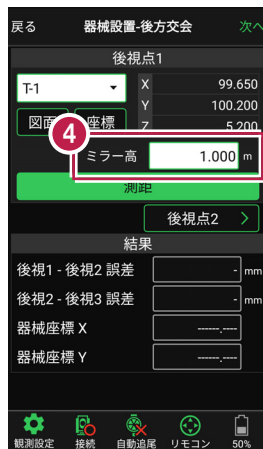 戻る 器械設置-後方交会 次へ
後視点1
T-1 X 99.650
Y 100.200
図面 座標 Z 5.200
4
ミラー高 1.000 m
測距
後視点2
結果
後視1 - 後視2 誤差 - mm
後視2 - 後視3 誤差 - mm
器械座標 X ------.----
器械座標 Y ------.----
観測設定 接続 自動追尾 リモコン 50%